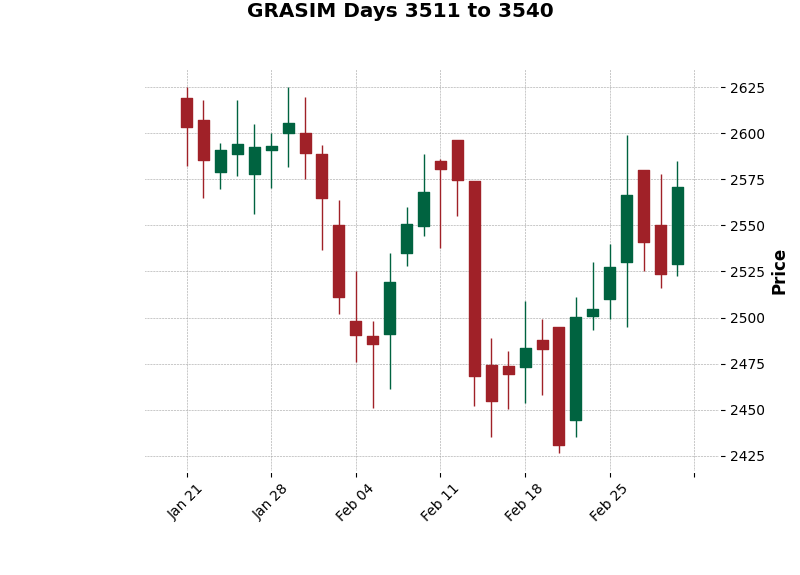 GRASIM Days 3511 to 3540
2625
2600
2575
2550
2525
2500
2475
2450
2425
Price
Jan 21
Jan 28
Feb 04
Feb 11
Feb 18
Feb 25